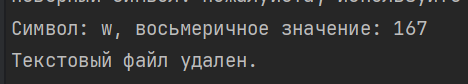 Символ: w, восьмеричное значение: 167
Текстовый файл удален.